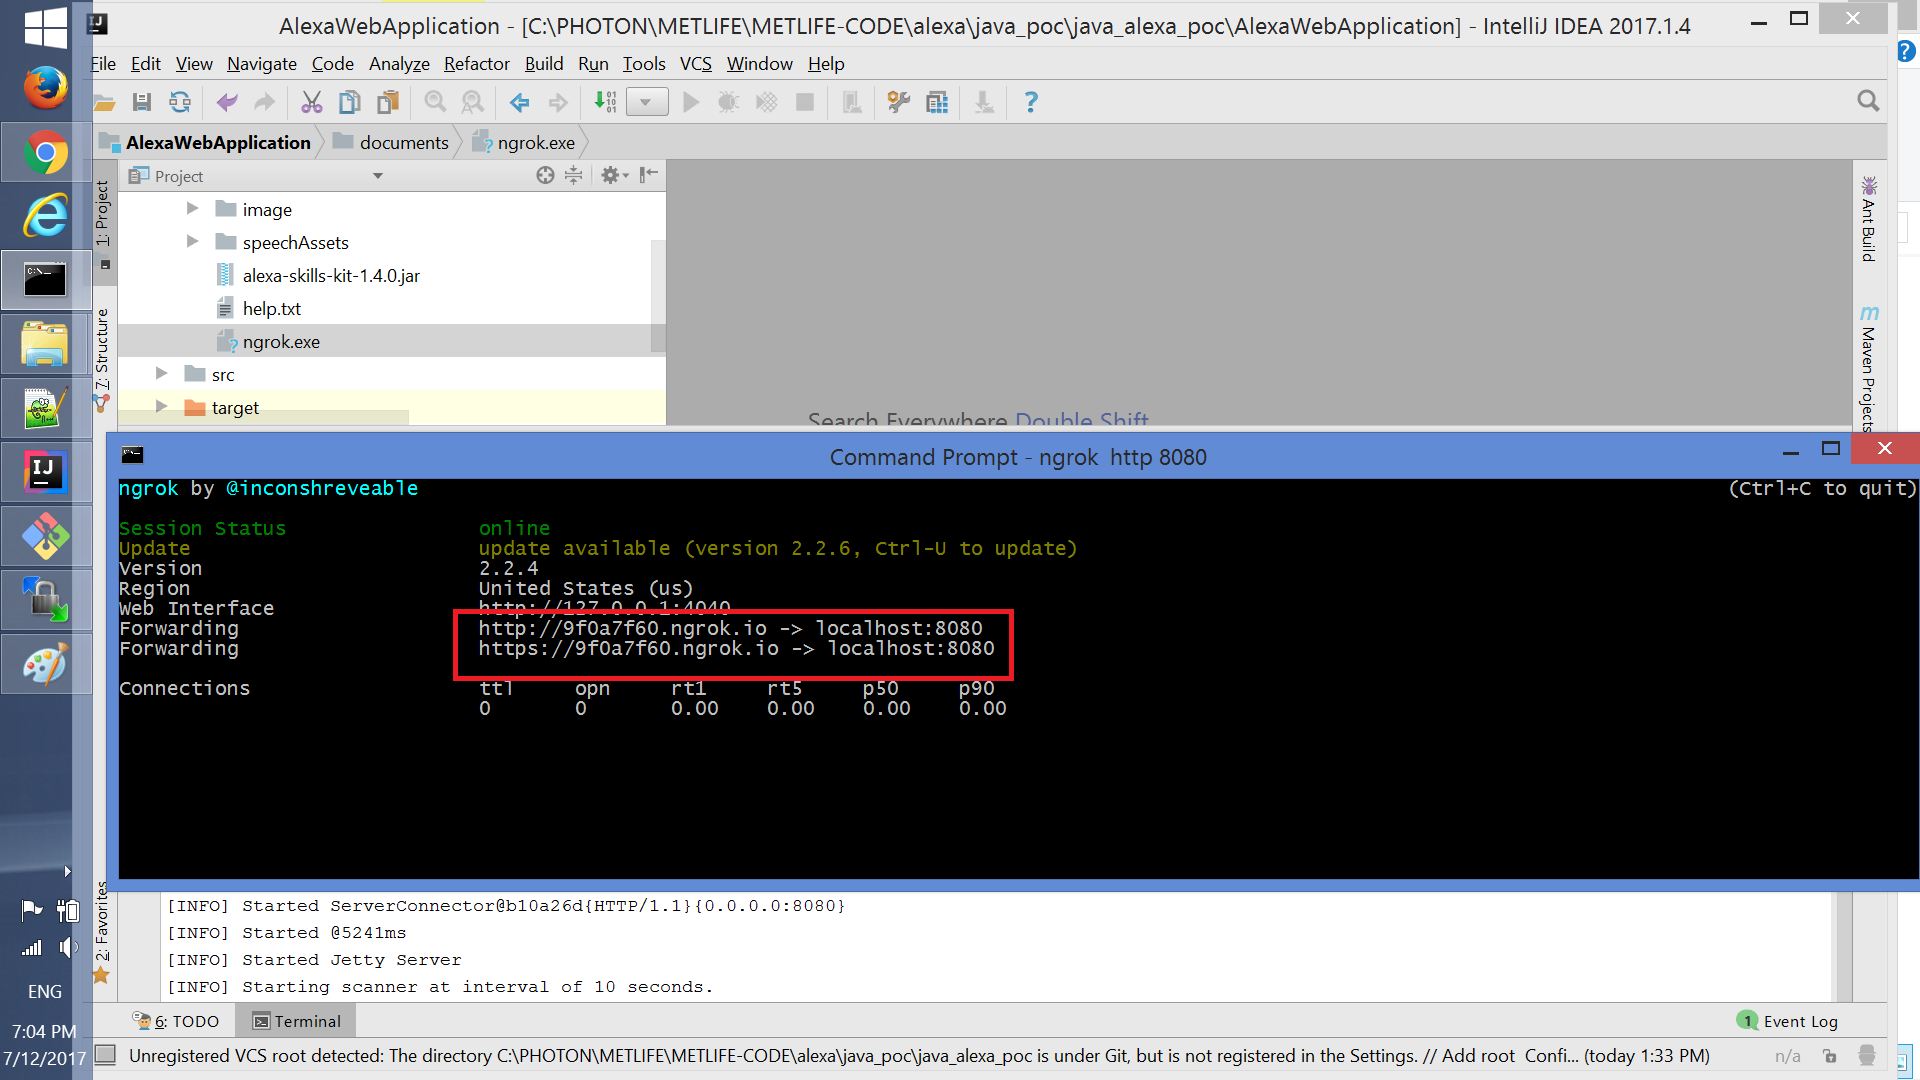 AlexaWebApplication - [C:\PHOTON\METLIFE\METLIFE-CODE\alexa\java_poc\java_alexa_poc\AlexaWebApplication] - IntelliJ IDEA 2017.1.4
File Edit View Navigate Code Analyze Refactor Build Run Tools VCS Window Help
AlexaWebApplication documents ngrok.exe
Project
1: Project
7: Structure
image
speechAssets
alexa-skills-kit-1.4.0.jar
help.txt
ngrok.exe
src
target
Ant Build
Maven Projects
Search Everywhere Double Shift
Command Prompt - ngrok http 8080
ngrok by @inconshreveable (Ctrl+C to quit)
Session Status online
Update update available (version 2.2.6, Ctrl-U to update)
Version 2.2.4
Region United States (us)
Web Interface http://127.0.0.1:4040
Forwarding http://9f0a7f60.ngrok.io -> localhost:8080
Forwarding https://9f0a7f60.ngrok.io -> localhost:8080
Connections ttl opn rt1 rt5 p50 p90
0 0 0.00 0.00 0.00 0.00
2: Favorites
[INFO] Started ServerConnector@b10a26d{HTTP/1.1}{0.0.0.0:8080}
[INFO] Started @5241ms
[INFO] Started Jetty Server
[INFO] Starting scanner at interval of 10 seconds.
6: TODO Terminal 1 Event Log
Unregistered VCS root detected: The directory C:\PHOTON\METLIFE\METLIFE-CODE\alexa\java_poc\java_alexa_poc is under Git, but is not registered in the Settings. // Add root Confi... (today 1:33 PM) n/a
ENG
7:04 PM
7/12/2017